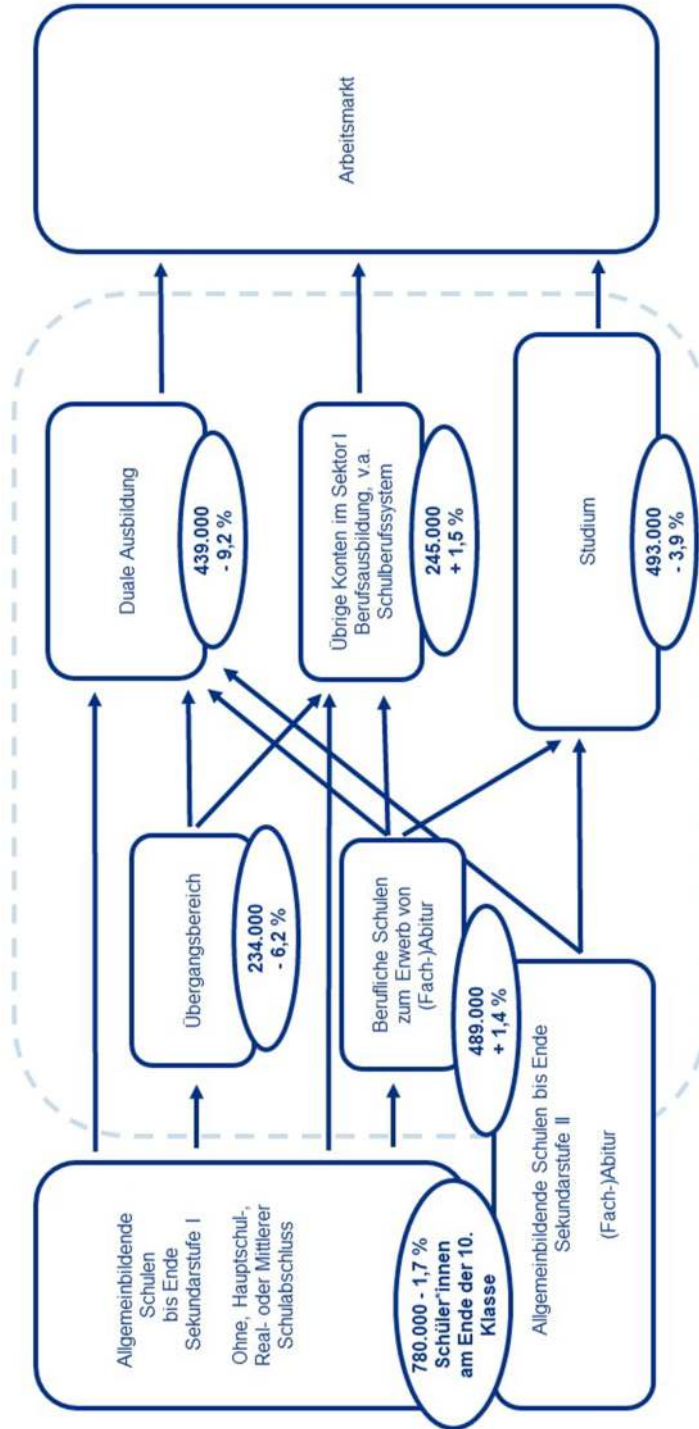 Allgemeinbildende
Schulen
bis Ende
Sekundarstufe I
Ohne, Hauptschul-,
Real- oder Mittlerer
Schulabschluss
780.000 - 1,7 %
Schüler*innen
am Ende der 10.
Klasse
Allgemeinbildende Schulen bis Ende
Sekundarstufe II
(Fach-)Abitur
Übergangsbereich
234.000
- 6,2 %
Berufliche Schulen
zum Erwerb von
(Fach-)Abitur
489.000
+ 1,4 %
Duale Ausbildung
439.000
- 9,2 %
Übrige Konten im Sektor I
Berufsausbildung, v.a.
Schulberufssystem
245.000
+ 1,5 %
Studium
493.000
- 3,9 %
Arbeitsmarkt